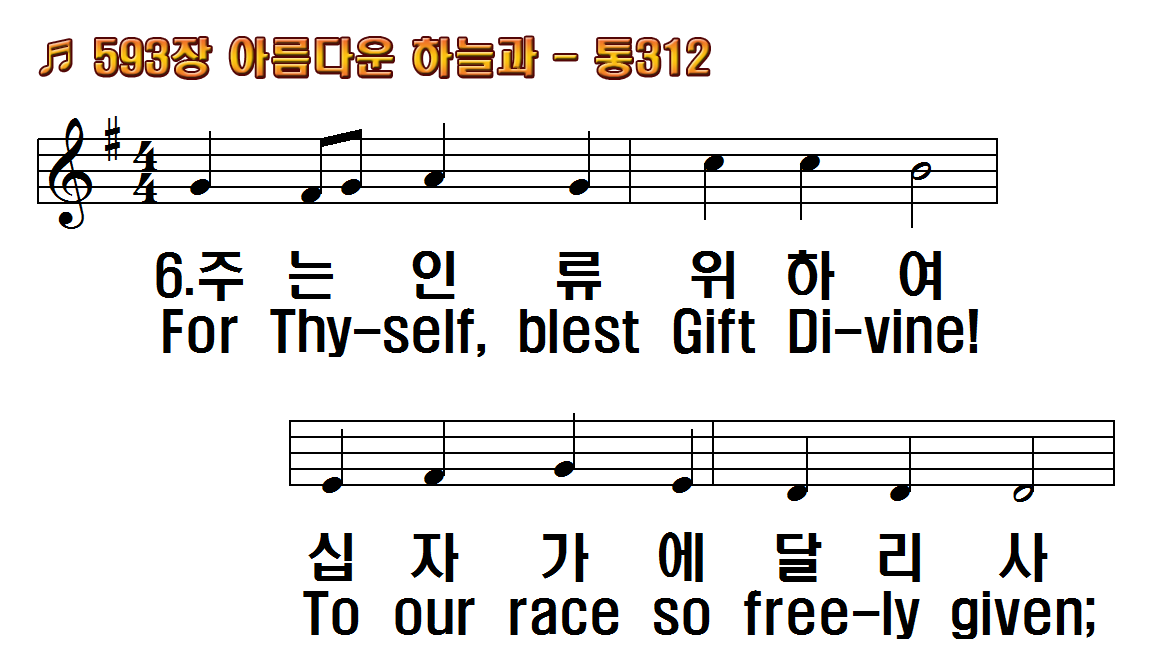 ♬ 593장 아름다운 하늘과 - 통312
4
4
6.주 는 인 류 위 하 여
For Thy-self, blest Gift Di-vine!
십 자 가 에 달 리 사
To our race so free-ly given;